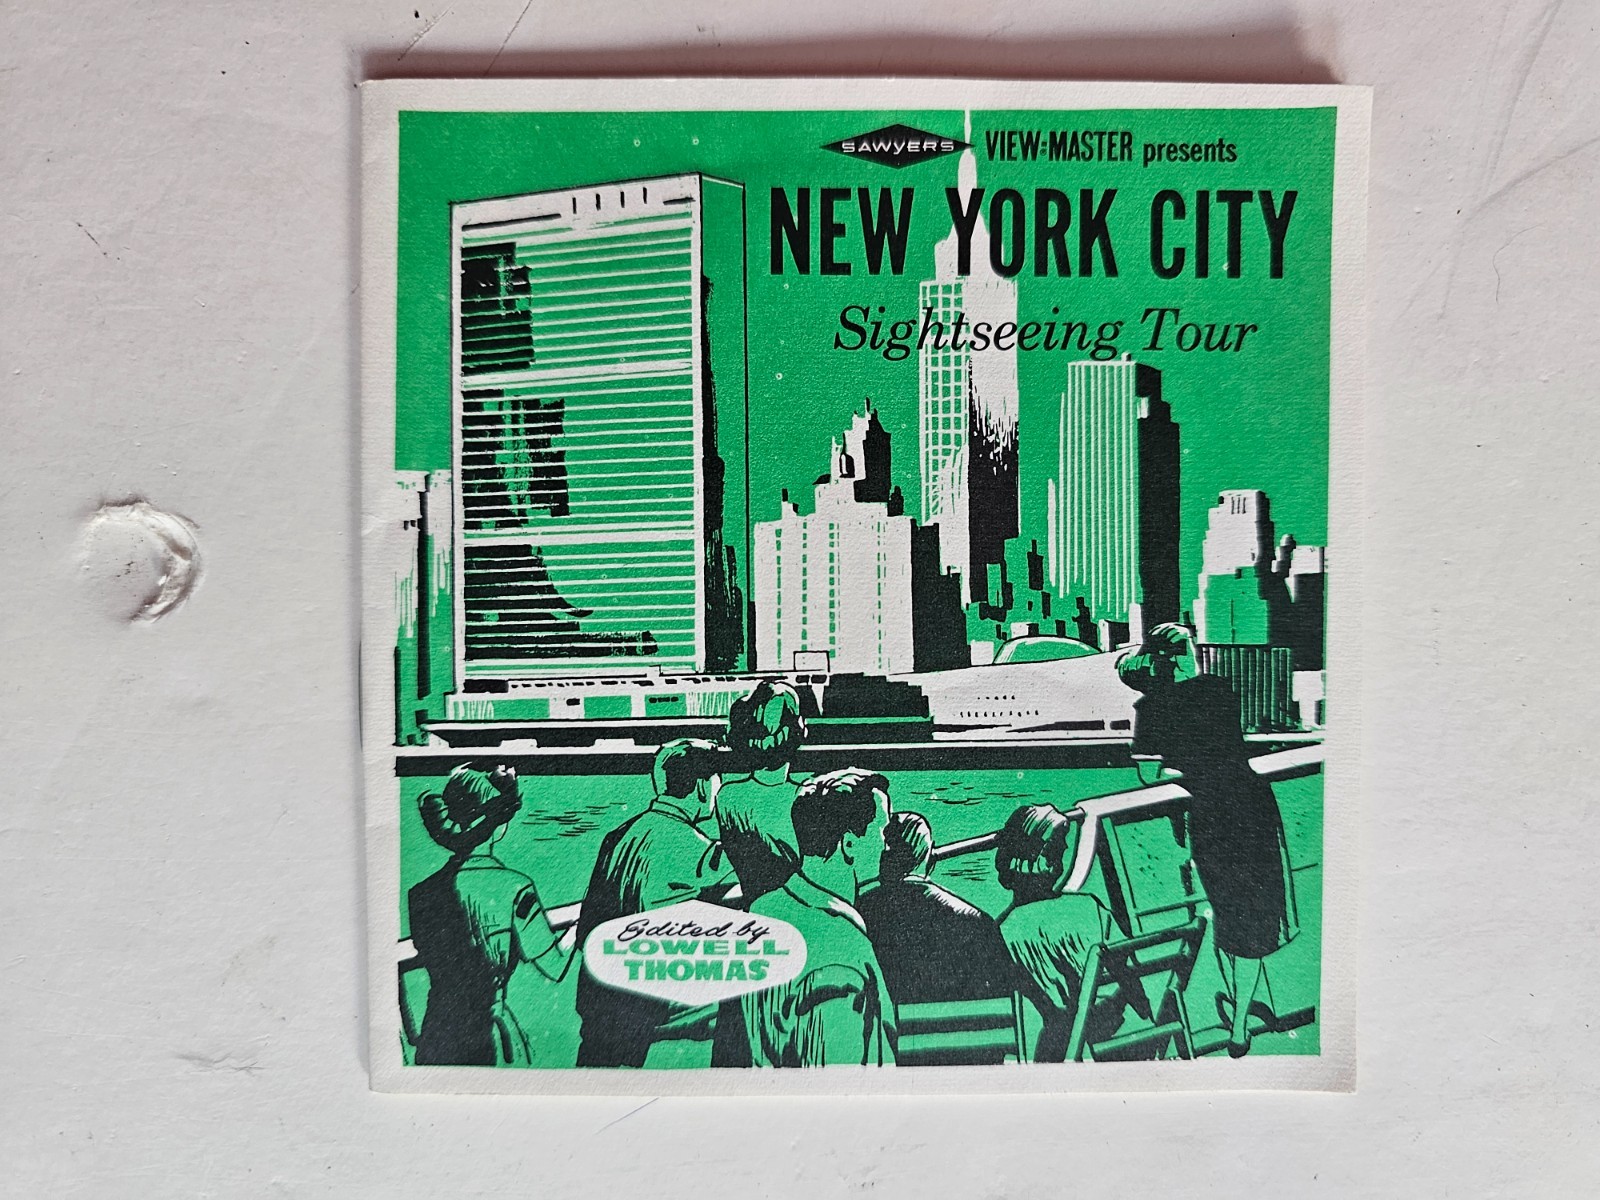 SAWYERS VIEW-MASTER presents
NEW YORK CITY
Sightseeing Tour
Edited by
LOWELL
THOMAS